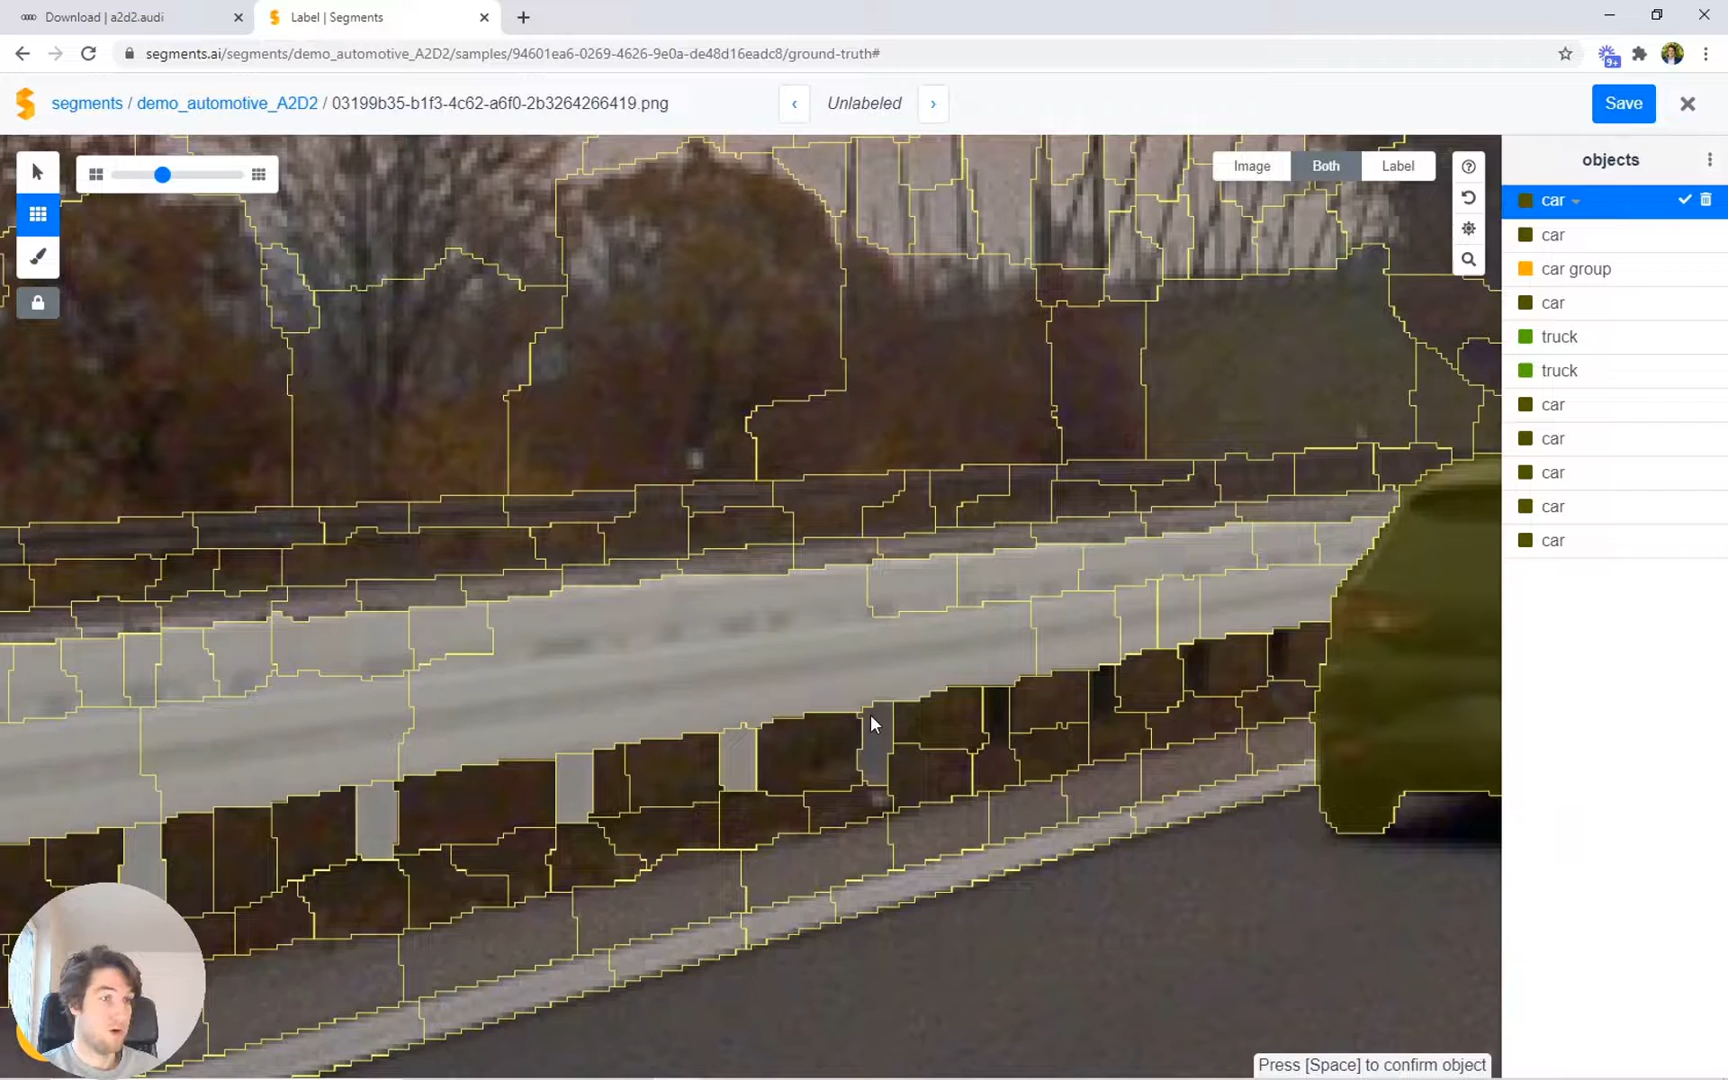 Download | a2d2.audi
Label | Segments
segments.ai/segments/demo_automotive_A2D2/samples/94601ea6-0269-4626-9e0a-de48d16eadc8/ground-truth#
9+
segments / demo_automotive_A2D2 / 03199b35-b1f3-4c62-a6f0-2b3264266419.png
Unlabeled
Save
Image Both Label
objects
car
car
car group
car
truck
truck
car
car
car
car
car
Press [Space] to confirm object